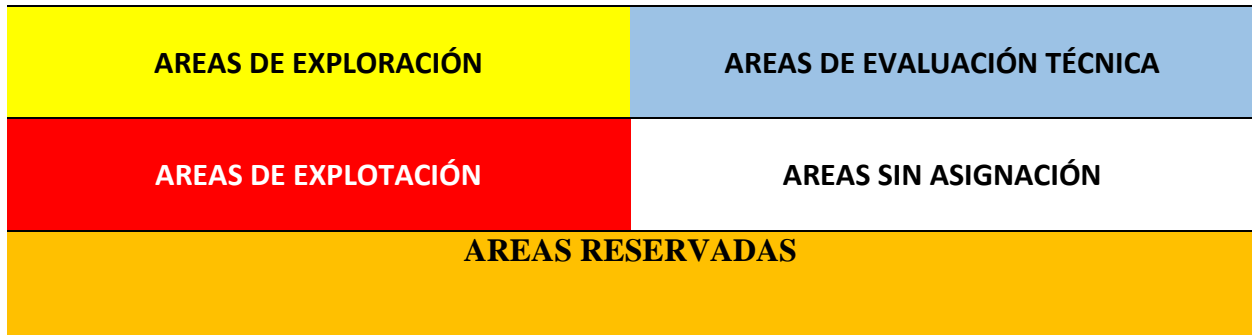 AREAS DE EXPLORACIÓN
AREAS DE EVALUACIÓN TÉCNICA
AREAS DE EXPLOTACIÓN
AREAS SIN ASIGNACIÓN
AREAS RESERVADAS